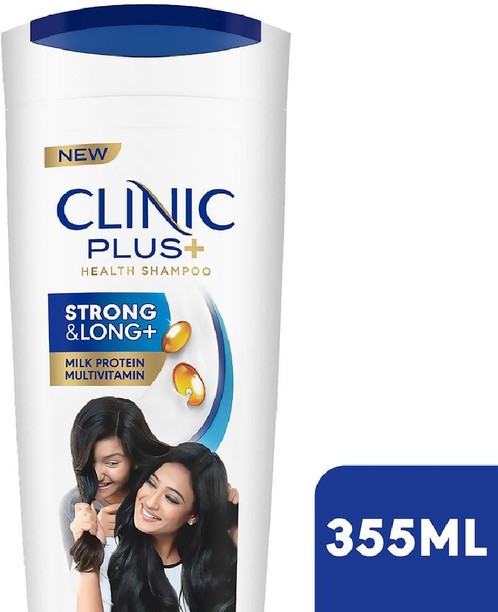 NEW
CLINIC
PLUS+
HEALTH SHAMPOO
STRONG
&LONG+
MILK PROTEIN
MULTIVITAMIN
355ML